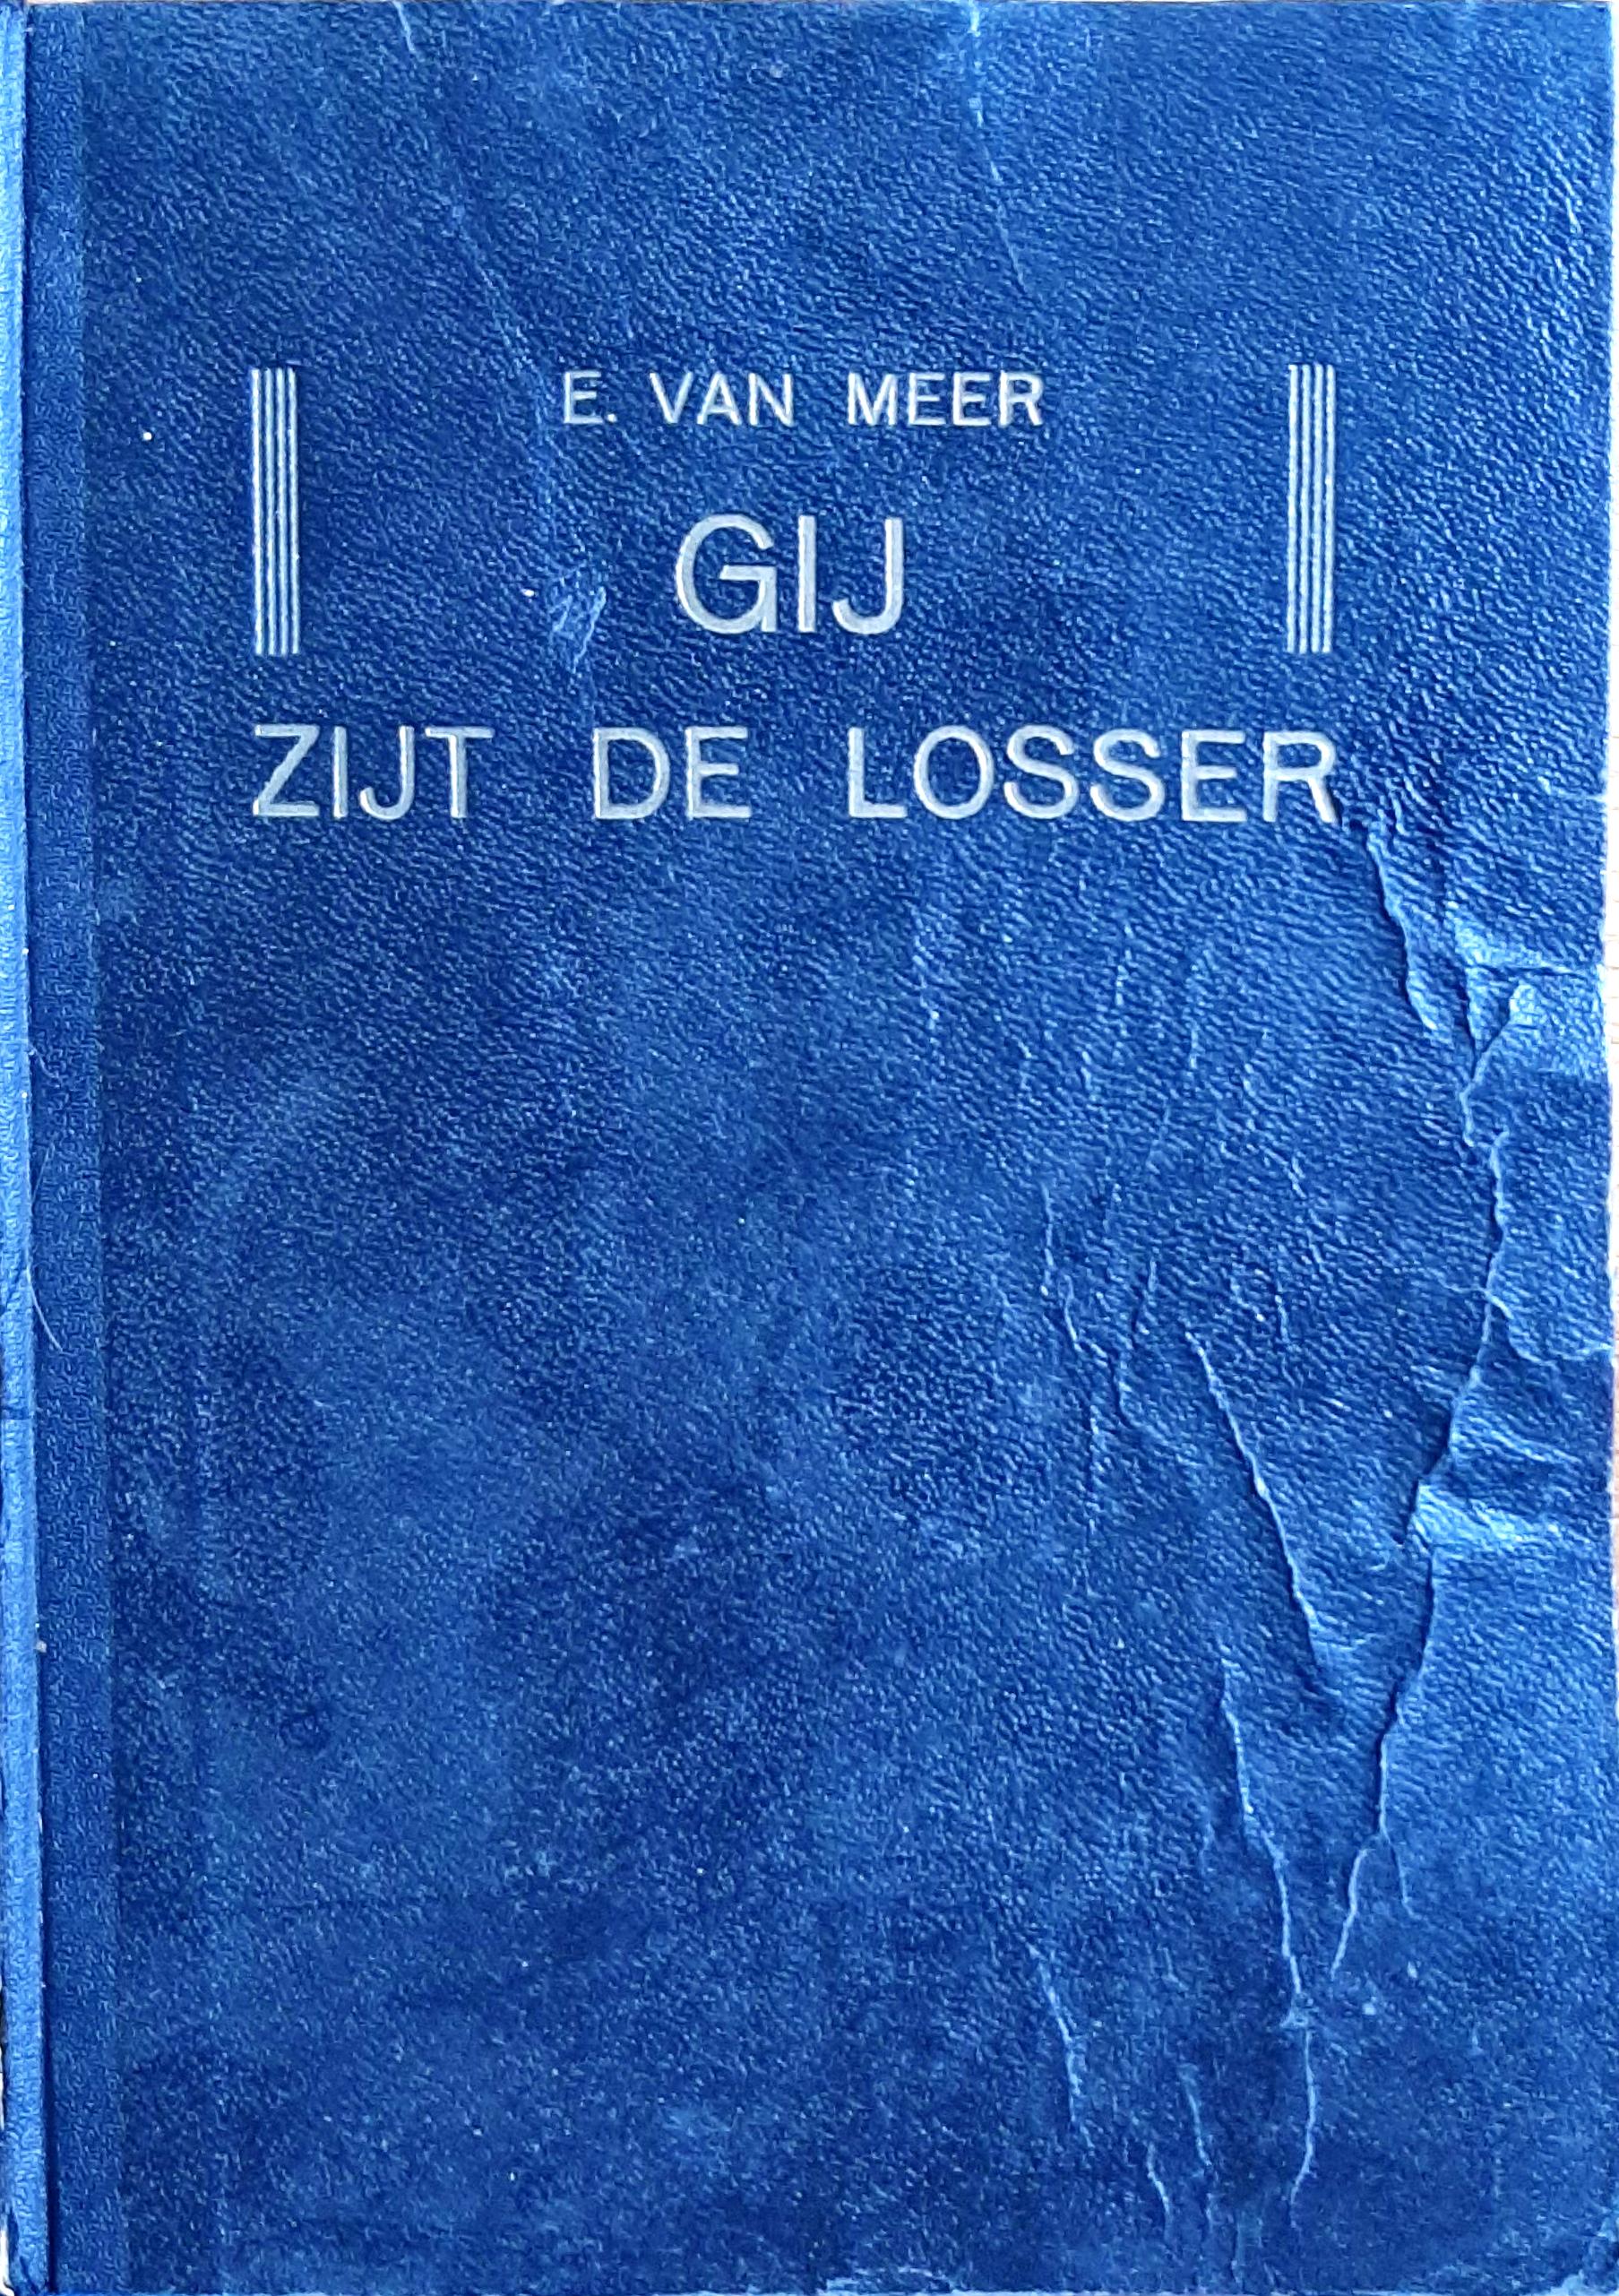 E. VAN MEER
GIJ
ZIJT DE LOSSER